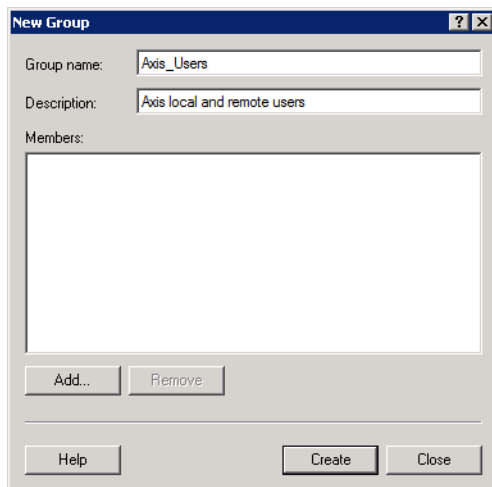 New Group
Group name: Axis_Users
Description: Axis local and remote users
Members:
Add... Remove
Help Create Close